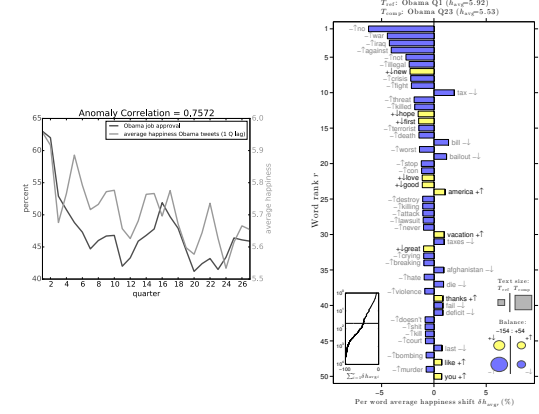 Anomaly Correlation = 0.7572
Obama job approval
average happiness Obama tweets (1 Q lag)
percent
65
60
55
50
45
40
6.0
5.9
5.8
5.7
5.6
5.5
average happiness
2 4 6 8 10 12 14 16 18 20 22 24 26
quarter
T_ref: Obama Q1 (h_avg=5.92)
T_comp: Obama Q23 (h_avg=5.53)
Word rank r
1
5
10
15
20
25
30
35
40
45
50
−↑no
−↑war
−↑iraq
−↑against
−↑not
−↑illegal
+↓new
−↑crisis
−↑fight
tax −↓
−↑threat
−↑killed
+↓hope
+↓first
−↑terrorist
−↑death
bill −↓
−↑worst
bailout −↓
−↑stop
−↑con
+↓love
+↓good
america +↑
−↑destroy
−↑killing
−↑attack
−↑lawsuit
−↑never
vacation +↑
taxes −↓
+↓great
−↑crying
−↑breaking
afghanistan −↓
−↑hate
die −↓
−↑violence
thanks +↑
fail −↓
deficit −↓
−↑doesn't
−↑shit
−↑kill
−↑court
last −↓
−↑bombing
like +↑
−↑murder
you +↑
Text size:
T_ref T_comp
Balance:
−154 : +54
+↓ +↑
−↑ −↓
−100 0
−5 0 5
Per word average happiness shift δh_avg,r (%)